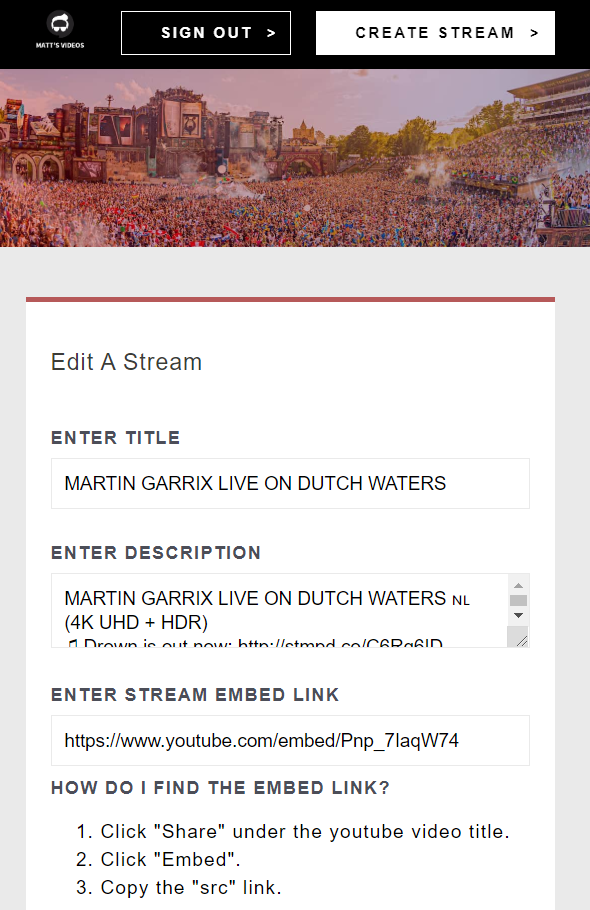 MATT'S VIDEOS
SIGN OUT >
CREATE STREAM >
Edit A Stream
ENTER TITLE
MARTIN GARRIX LIVE ON DUTCH WATERS
ENTER DESCRIPTION
MARTIN GARRIX LIVE ON DUTCH WATERS ɴʟ
(4K UHD + HDR)
🎵Drown is out now: http://stmpd.co/C6Rg6ID
ENTER STREAM EMBED LINK
https://www.youtube.com/embed/Pnp_7IaqW74
HOW DO I FIND THE EMBED LINK?
1. Click "Share" under the youtube video title.
2. Click "Embed".
3. Copy the "src" link.